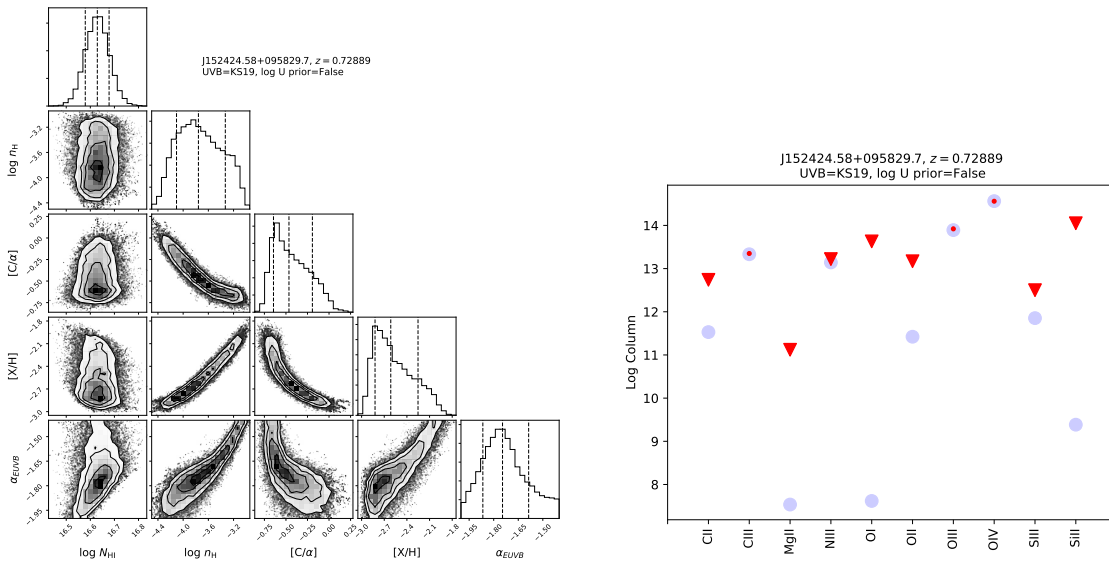 J152424.58+095829.7, z = 0.72889
UVB=KS19, log U prior=False
log n_H
−3.2
−3.6
−4.0
−4.4
[C/α]
0.25
0.00
−0.25
−0.50
−0.75
[X/H]
−1.8
−2.1
−2.4
−2.7
−3.0
α_EUVB
−1.50
−1.65
−1.80
−1.95
16.5 16.6 16.7 16.8
−4.4 −4.0 −3.6 −3.2
−0.75 −0.50 −0.25 0.00 0.25
−3.0 −2.7 −2.4 −2.1 −1.8
−1.95 −1.80 −1.65 −1.50
log N_HI
log n_H
[C/α]
[X/H]
α_EUVB
J152424.58+095829.7, z = 0.72889
UVB=KS19, log U prior=False
Log Column
14
13
12
11
10
9
8
CII
CIII
MgII
NIII
OI
OII
OIII
OIV
SIII
SiII